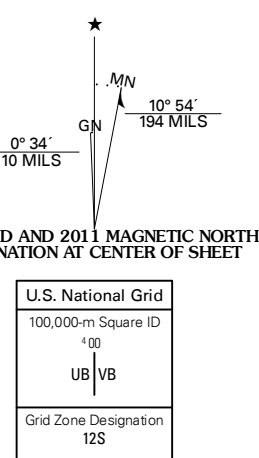 ★
MN
GN
10° 54´
194 MILS
0° 34´
10 MILS
D AND 2011 MAGNETIC NORTH
NATION AT CENTER OF SHEET
U.S. National Grid
100,000-m Square ID
4 00
UB VB
Grid Zone Designation
12S